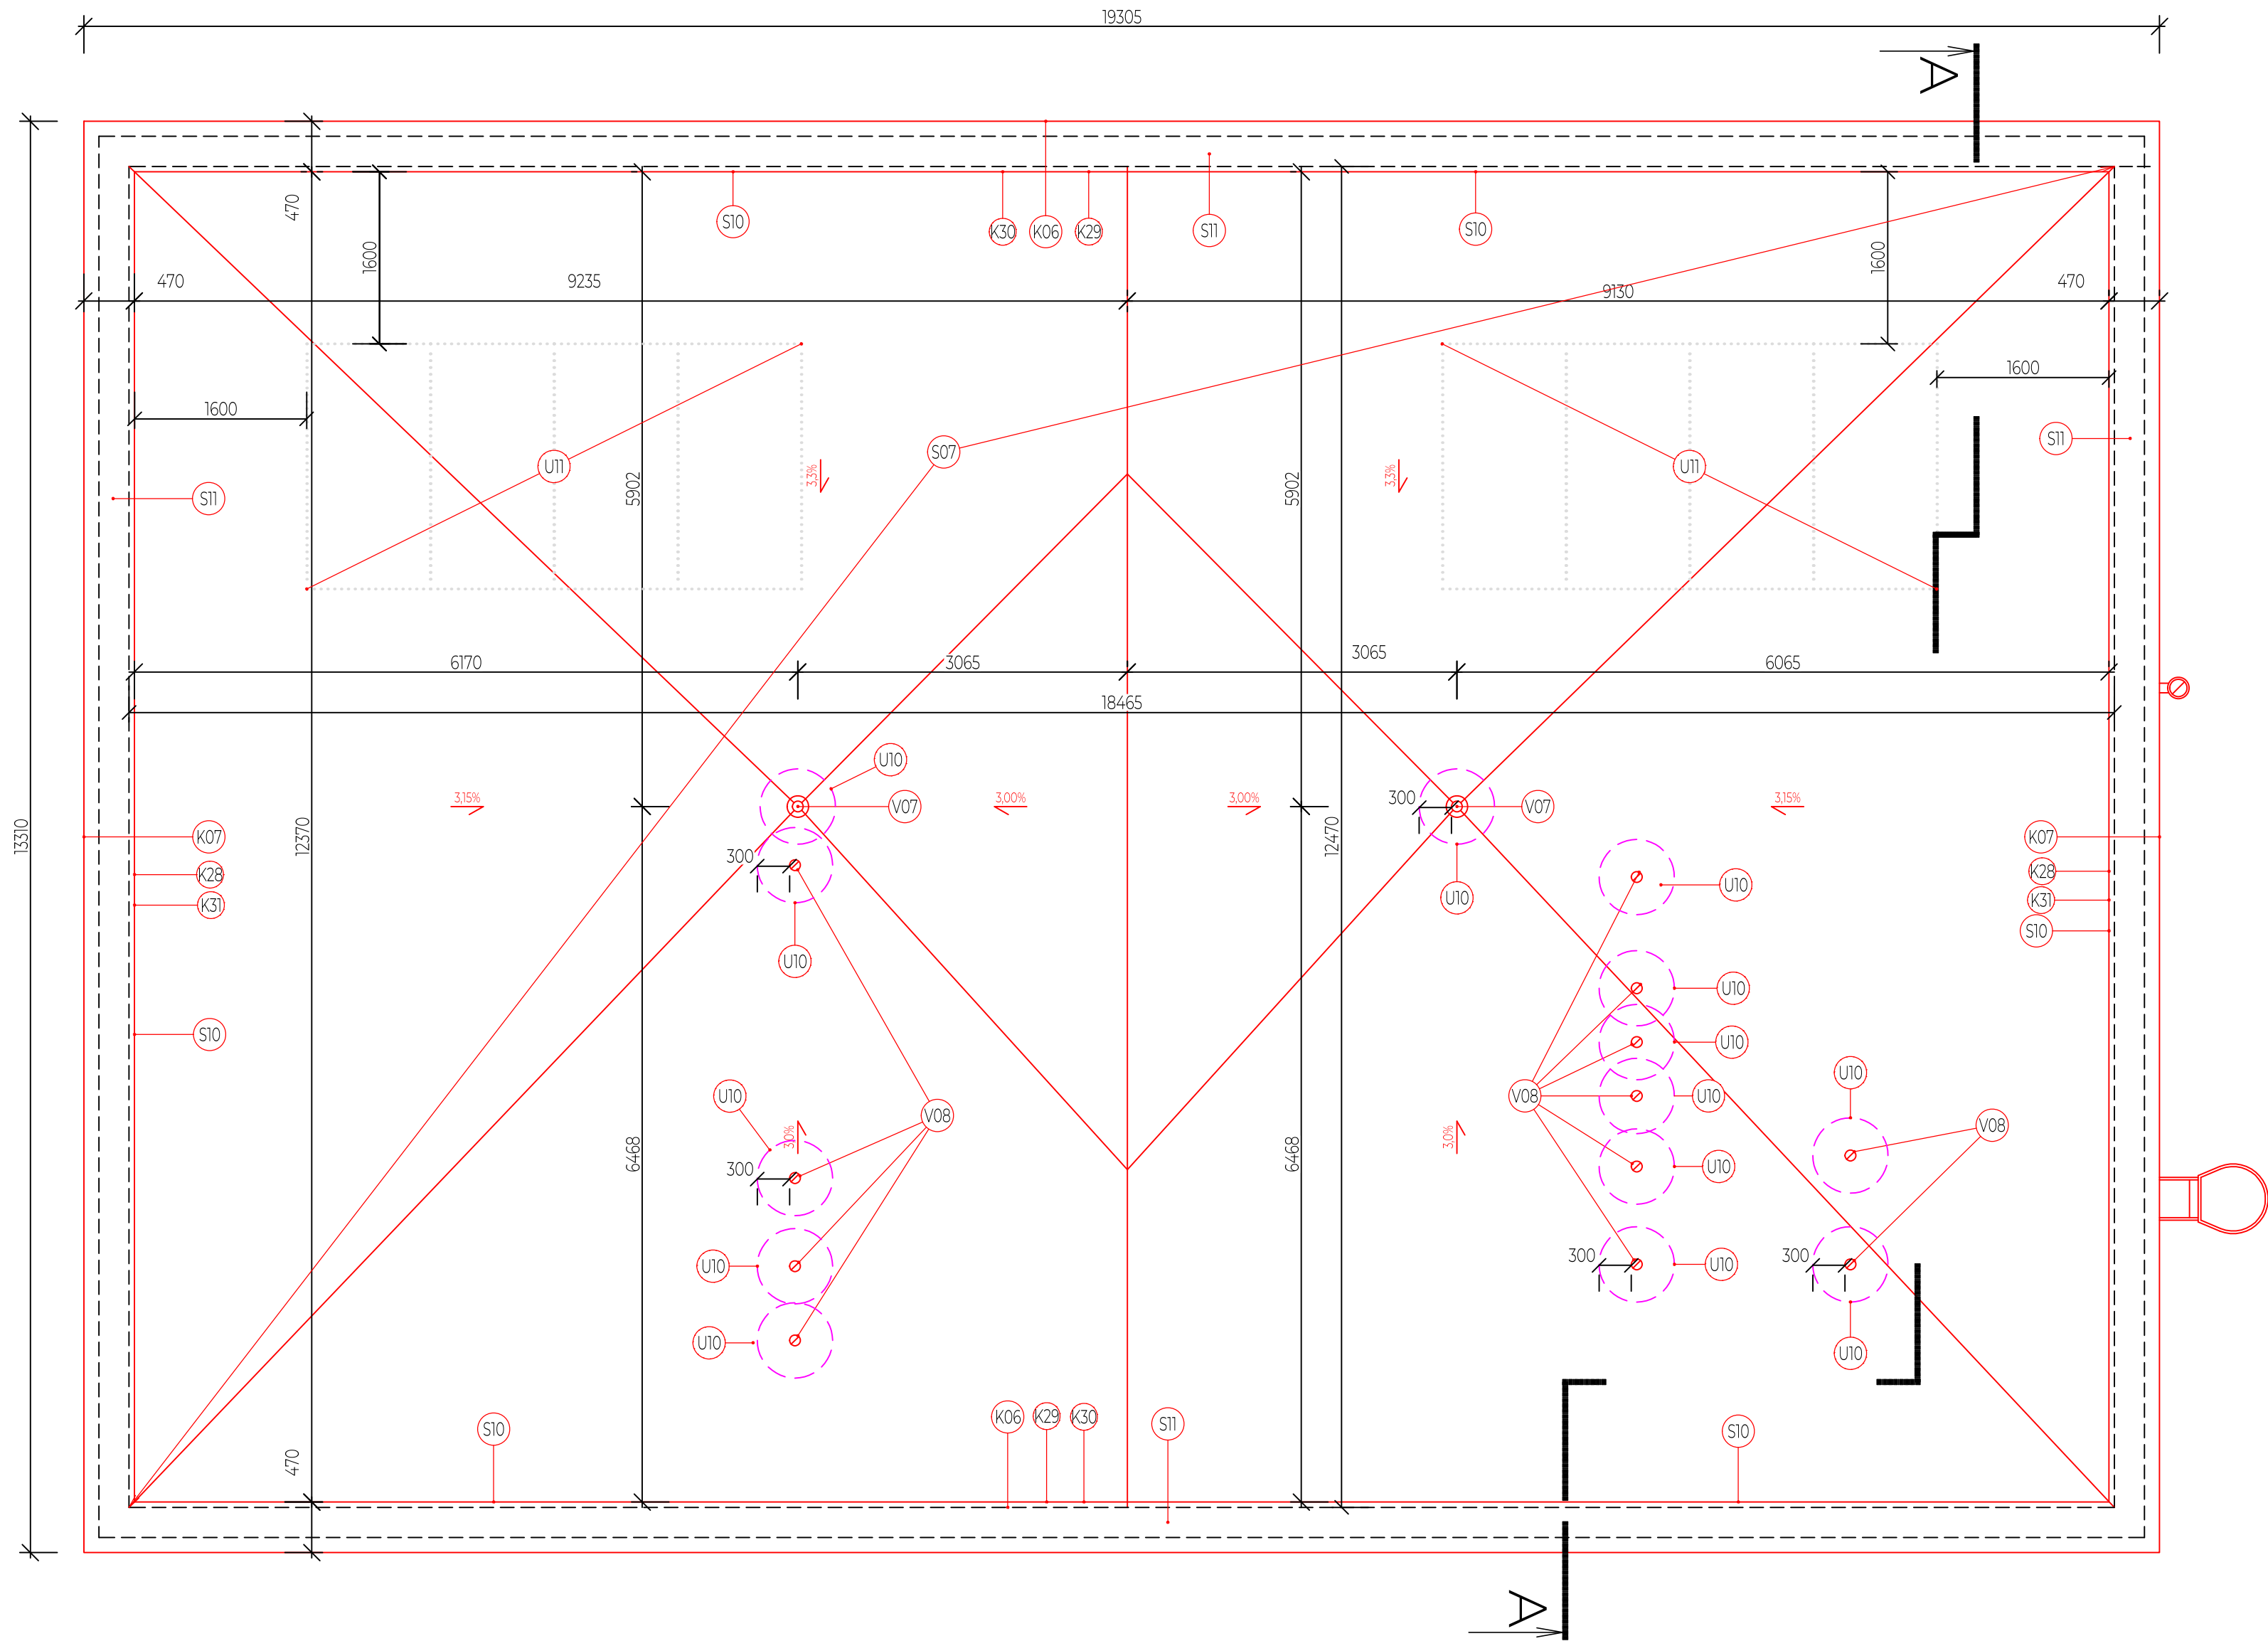 19305
A
470
1600
S10
K30
K06
K29
S11
S10
1600
470
9235
9130
470
1600
1600
S11
U11
5902
3,3%
S07
5902
3,3%
U11
S11
6170
3065
3065
6065
18465
U10
V07
300
V07
3,15%
3,00%
3,00%
3,15%
13310
12370
12470
K07
K28
K31
S10
300
U10
U10
U10
K07
K28
K31
S10
U10
U10
U10
U10
V08
3,0%
300
6468
V08
U10
3,0%
6468
U10
U10
V08
U10
U10
300
U10
300
U10
470
S10
K06
K29
K30
S11
S10
A